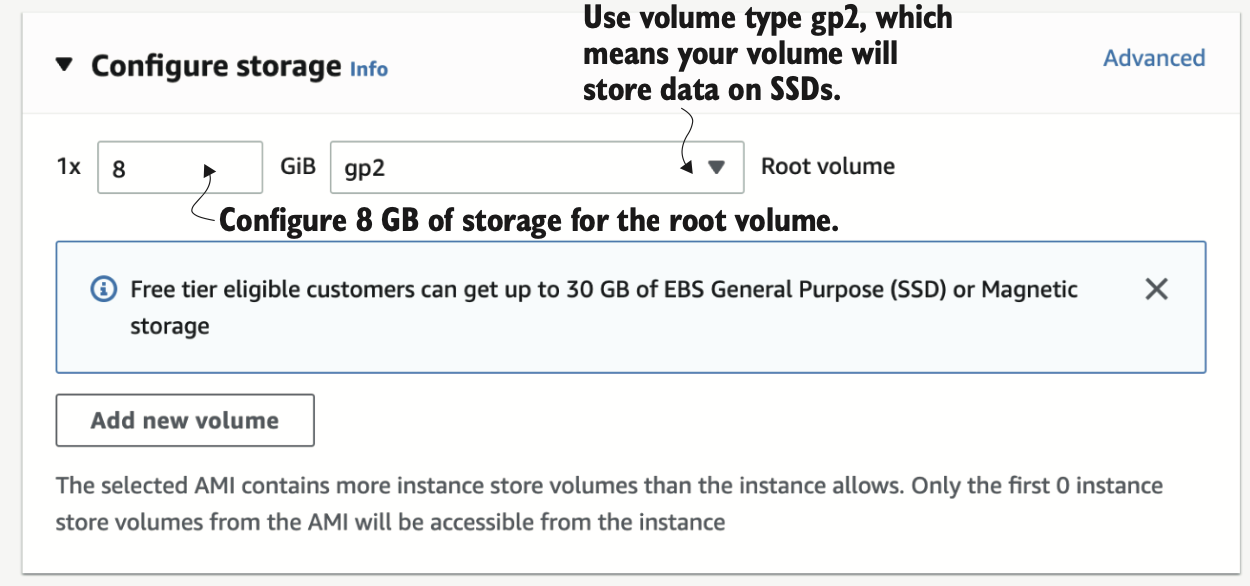 Use volume type gp2, which
means your volume will
store data on SSDs.
Configure storage Info
Advanced
1x 8 GiB gp2 Root volume
Configure 8 GB of storage for the root volume.
Free tier eligible customers can get up to 30 GB of EBS General Purpose (SSD) or Magnetic
storage
Add new volume
The selected AMI contains more instance store volumes than the instance allows. Only the first 0 instance
store volumes from the AMI will be accessible from the instance